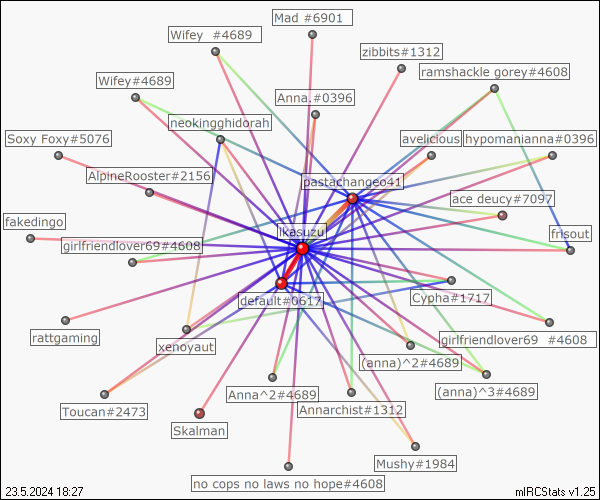 Mad #6901
Wifey #4689
zibbits#1312
ramshackle gorey#4608
Wifey#4689
Anna.#0396
neokingghidorah
Soxy Foxy#5076
avelicious
hypomanianna#0396
AlpineRooster#2156
pastachangeo41
ace deucy#7097
fakedingo
ikasuzu
frisout
girlfriendlover69#4608
default#0617
Cypha#1717
rattgaming
xenoyaut
girlfriendlover69 #4608
(anna)^2#4689
Anna^2#4689
(anna)^3#4689
Toucan#2473
Annarchist#1312
Skalman
Mushy#1984
no cops no laws no hope#4608
23.5.2024 18:27
mIRCStats v1.25